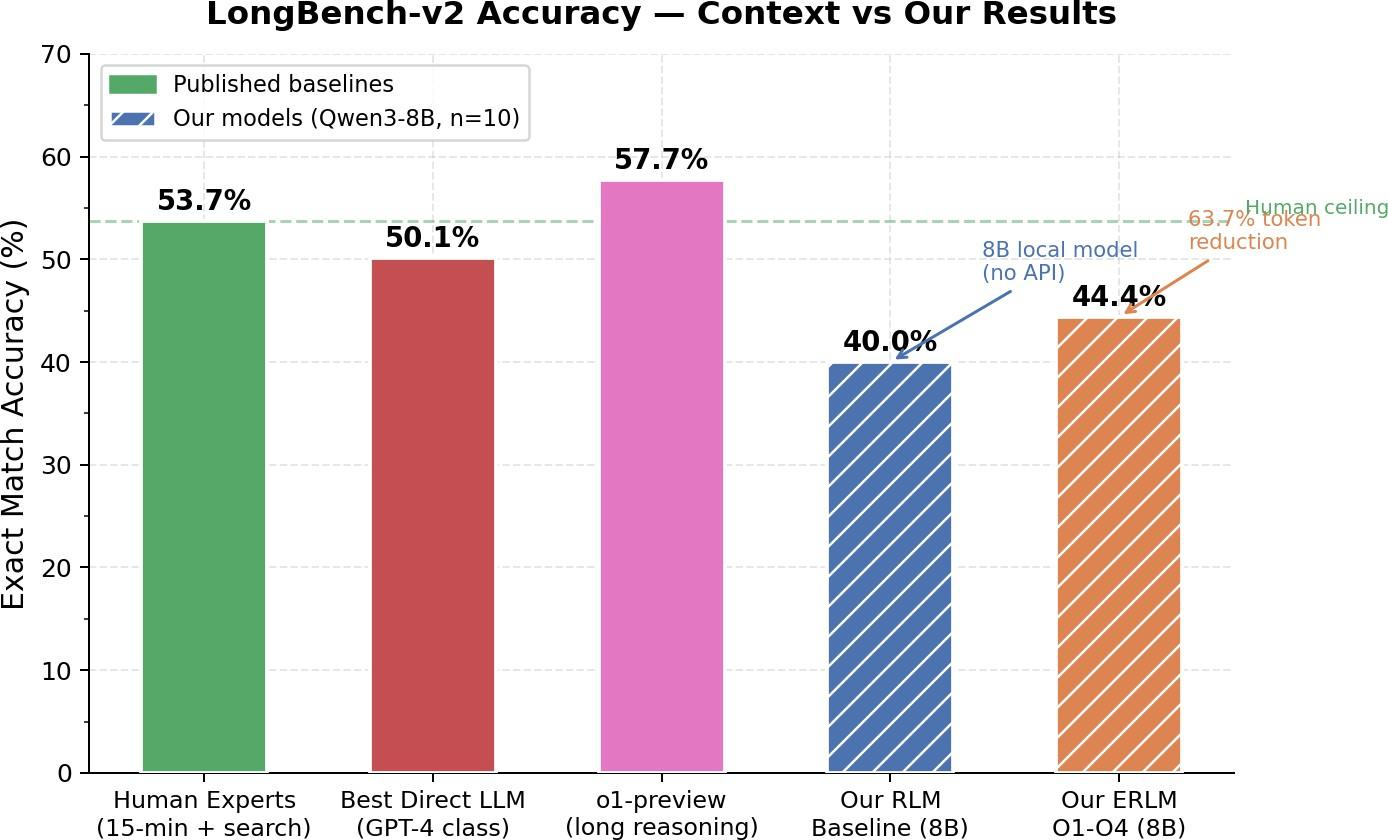 LongBench-v2 Accuracy — Context vs Our Results
Exact Match Accuracy (%)
70
60
50
40
30
20
10
0
Published baselines
Our models (Qwen3-8B, n=10)
53.7%
50.1%
57.7%
40.0%
44.4%
8B local model
(no API)
Human ceiling
63.7% token
reduction
Human Experts
(15-min + search)
Best Direct LLM
(GPT-4 class)
o1-preview
(long reasoning)
Our RLM
Baseline (8B)
Our ERLM
O1-O4 (8B)